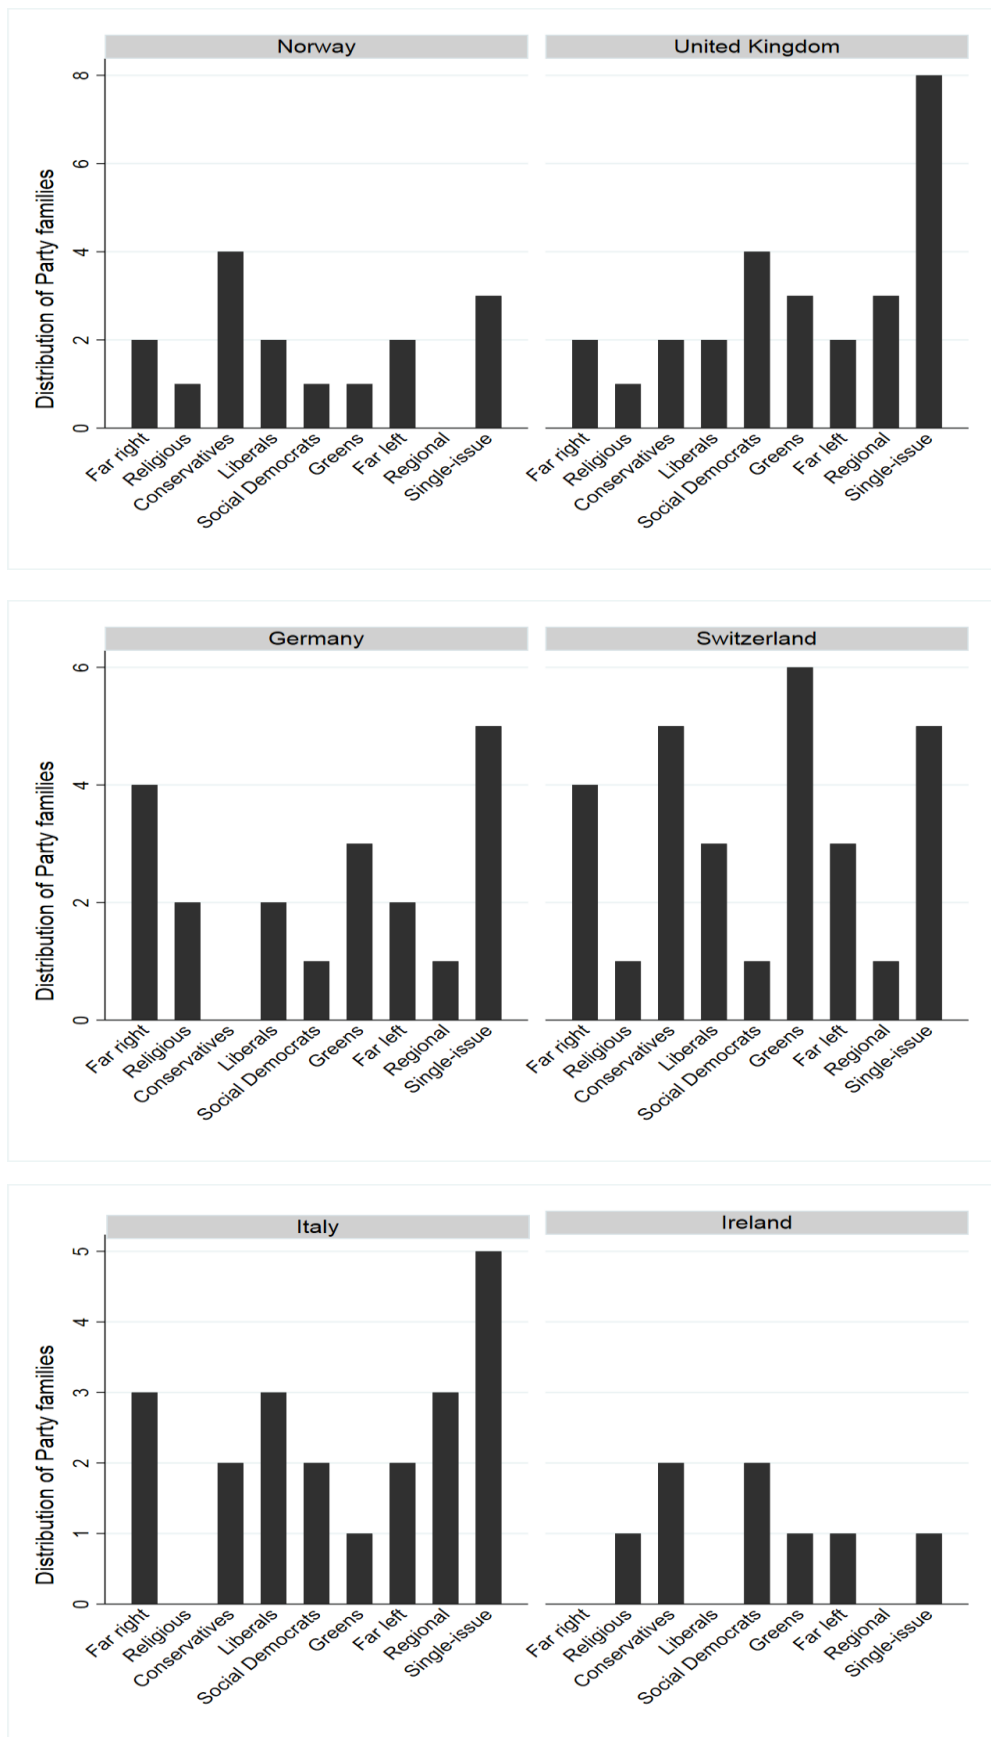 Norway
United Kingdom
Distribution of Party families
8
6
4
2
0
Far right
Religious
Conservatives
Liberals
Social Democrats
Greens
Far left
Regional
Single-issue
Far right
Religious
Conservatives
Liberals
Social Democrats
Greens
Far left
Regional
Single-issue
Germany
Switzerland
Distribution of Party families
6
4
2
0
Far right
Religious
Conservatives
Liberals
Social Democrats
Greens
Far left
Regional
Single-issue
Far right
Religious
Conservatives
Liberals
Social Democrats
Greens
Far left
Regional
Single-issue
Italy
Ireland
Distribution of Party families
5
4
3
2
1
0
Far right
Religious
Conservatives
Liberals
Social Democrats
Greens
Far left
Regional
Single-issue
Far right
Religious
Conservatives
Liberals
Social Democrats
Greens
Far left
Regional
Single-issue